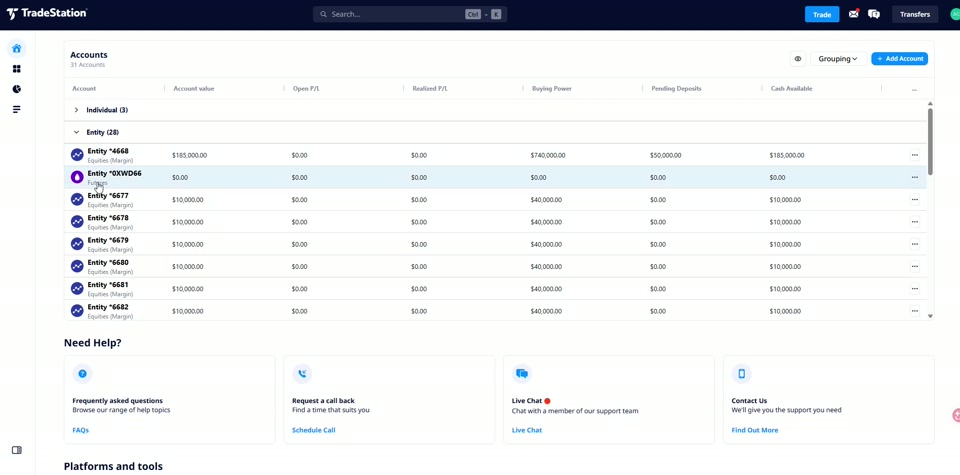 TradeStation
Search...
Ctrl + K
Trade
Transfers
Accounts
31 Accounts
Grouping
+ Add Account
Account Account value Open P/L Realized P/L Buying Power Pending Deposits Cash Available ...
Individual (3)
Entity (28)
Entity *4668
Equities (Margin)
$185,000.00 $0.00 $0.00 $740,000.00 $50,000.00 $185,000.00
Entity *0XWD66
Futures
$0.00 $0.00 $0.00 $0.00 $0.00 $0.00
Entity *6677
Equities (Margin)
$10,000.00 $0.00 $0.00 $40,000.00 $0.00 $10,000.00
Entity *6678
Equities (Margin)
$10,000.00 $0.00 $0.00 $40,000.00 $0.00 $10,000.00
Entity *6679
Equities (Margin)
$10,000.00 $0.00 $0.00 $40,000.00 $0.00 $10,000.00
Entity *6680
Equities (Margin)
$10,000.00 $0.00 $0.00 $40,000.00 $0.00 $10,000.00
Entity *6681
Equities (Margin)
$10,000.00 $0.00 $0.00 $40,000.00 $0.00 $10,000.00
Entity *6682
Equities (Margin)
$10,000.00 $0.00 $0.00 $40,000.00 $0.00 $10,000.00
Need Help?
Frequently asked questions
Browse our range of help topics
FAQs
Request a call back
Find a time that suits you
Schedule Call
Live Chat
Chat with a member of our support team
Live Chat
Contact Us
We'll give you the support you need
Find Out More
Platforms and tools